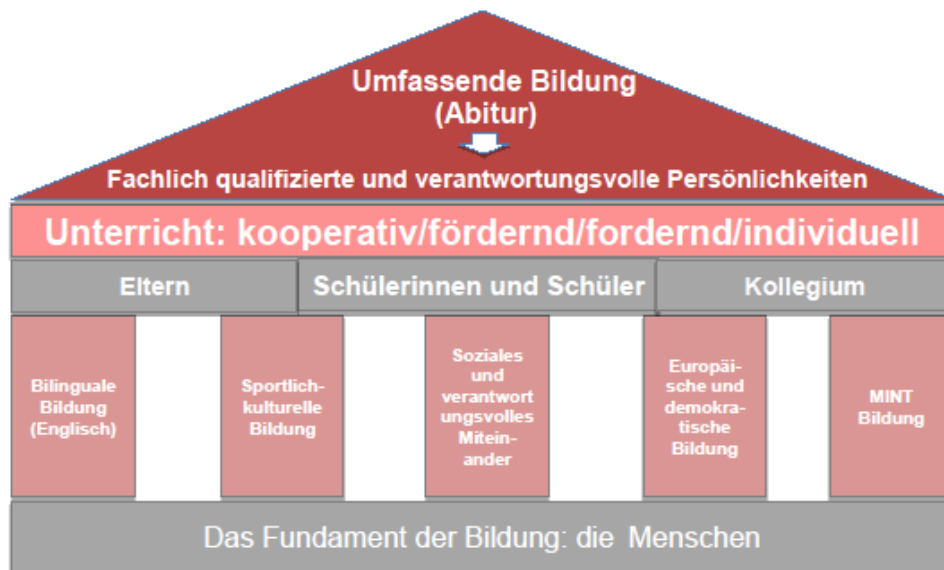 Umfassende Bildung
(Abitur)
Fachlich qualifizierte und verantwortungsvolle Persönlichkeiten
Unterricht: kooperativ/fördernd/fordernd/individuell
Eltern
Schülerinnen und Schüler
Kollegium
Bilinguale
Bildung
(Englisch)
Sportlich-
kulturelle
Bildung
Soziales
und
verantwort
ungsvolles
Mitein-
ander
Europäi-
sche und
demokra-
tische
Bildung
MINT
Bildung
Das Fundament der Bildung: die Menschen